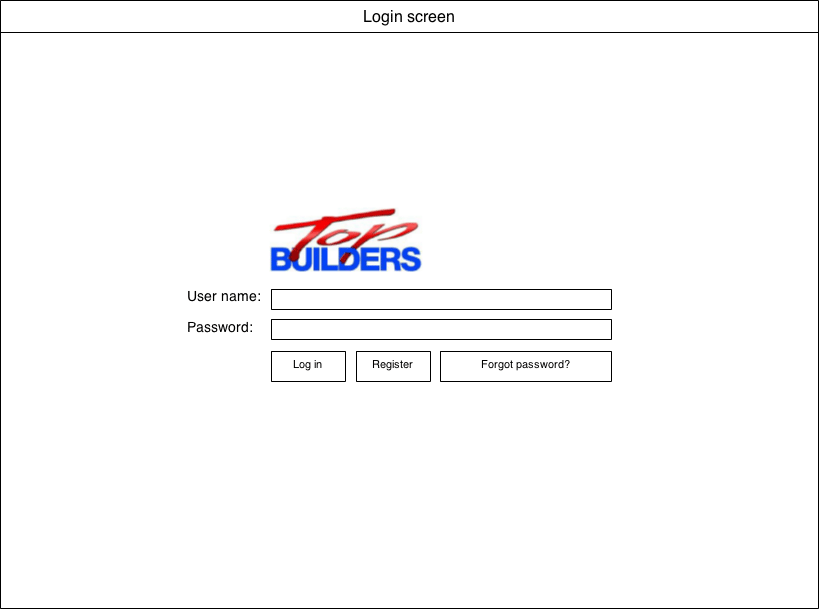 Login screen
Top
BUILDERS
User name:
Password:
Log in Register Forgot password?